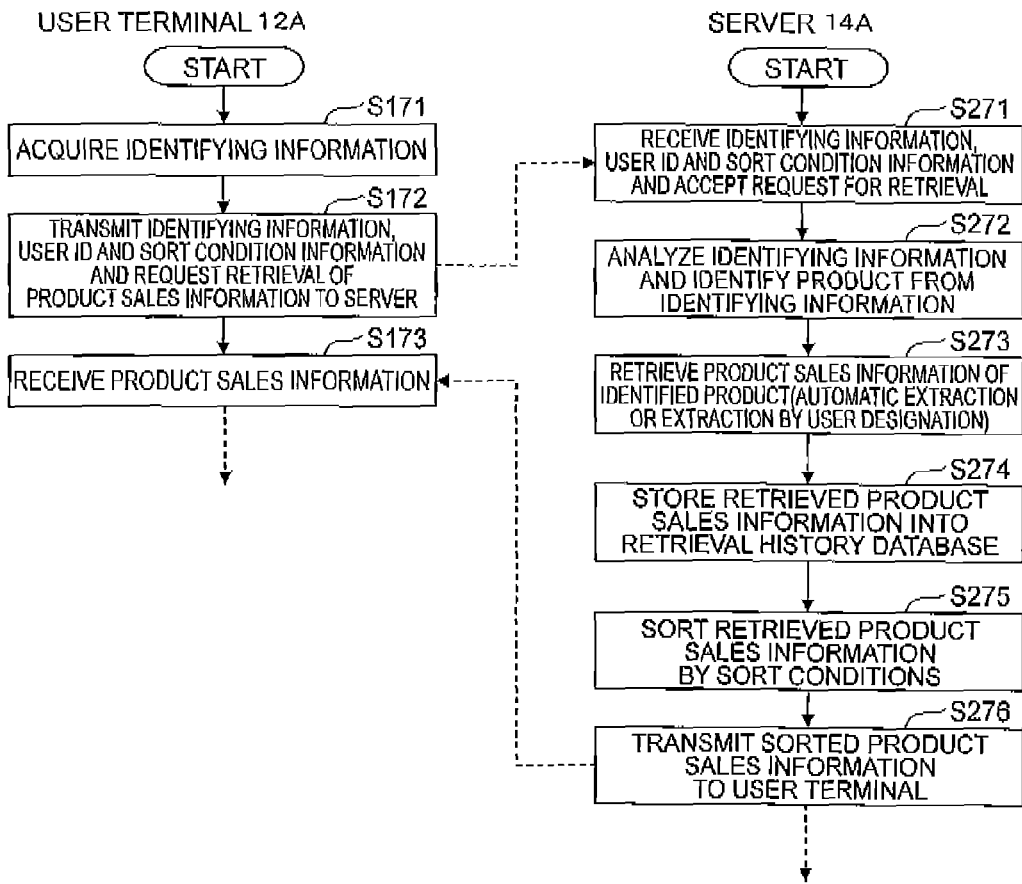 USER TERMINAL 12A
START
S171
ACQUIRE IDENTIFYING INFORMATION
S172
TRANSMIT IDENTIFYING INFORMATION,
USER ID AND SORT CONDITION INFORMATION
AND REQUEST RETRIEVAL OF
PRODUCT SALES INFORMATION TO SERVER
S173
RECEIVE PRODUCT SALES INFORMATION
SERVER 14A
START
S271
RECEIVE IDENTIFYING INFORMATION,
USER ID AND SORT CONDITION INFORMATION
AND ACCEPT REQUEST FOR RETRIEVAL
S272
ANALYZE IDENTIFYING INFORMATION
AND IDENTIFY PRODUCT FROM
IDENTIFYING INFORMATION
S273
RETRIEVE PRODUCT SALES INFORMATION OF
IDENTIFIED PRODUCT(AUTOMATIC EXTRACTION
OR EXTRACTION BY USER DESIGNATION)
S274
STORE RETRIEVED PRODUCT
SALES INFORMATION INTO
RETRIEVAL HISTORY DATABASE
S275
SORT RETRIEVED PRODUCT
SALES INFORMATION
BY SORT CONDITIONS
S276
TRANSMIT SORTED PRODUCT
SALES INFORMATION
TO USER TERMINAL